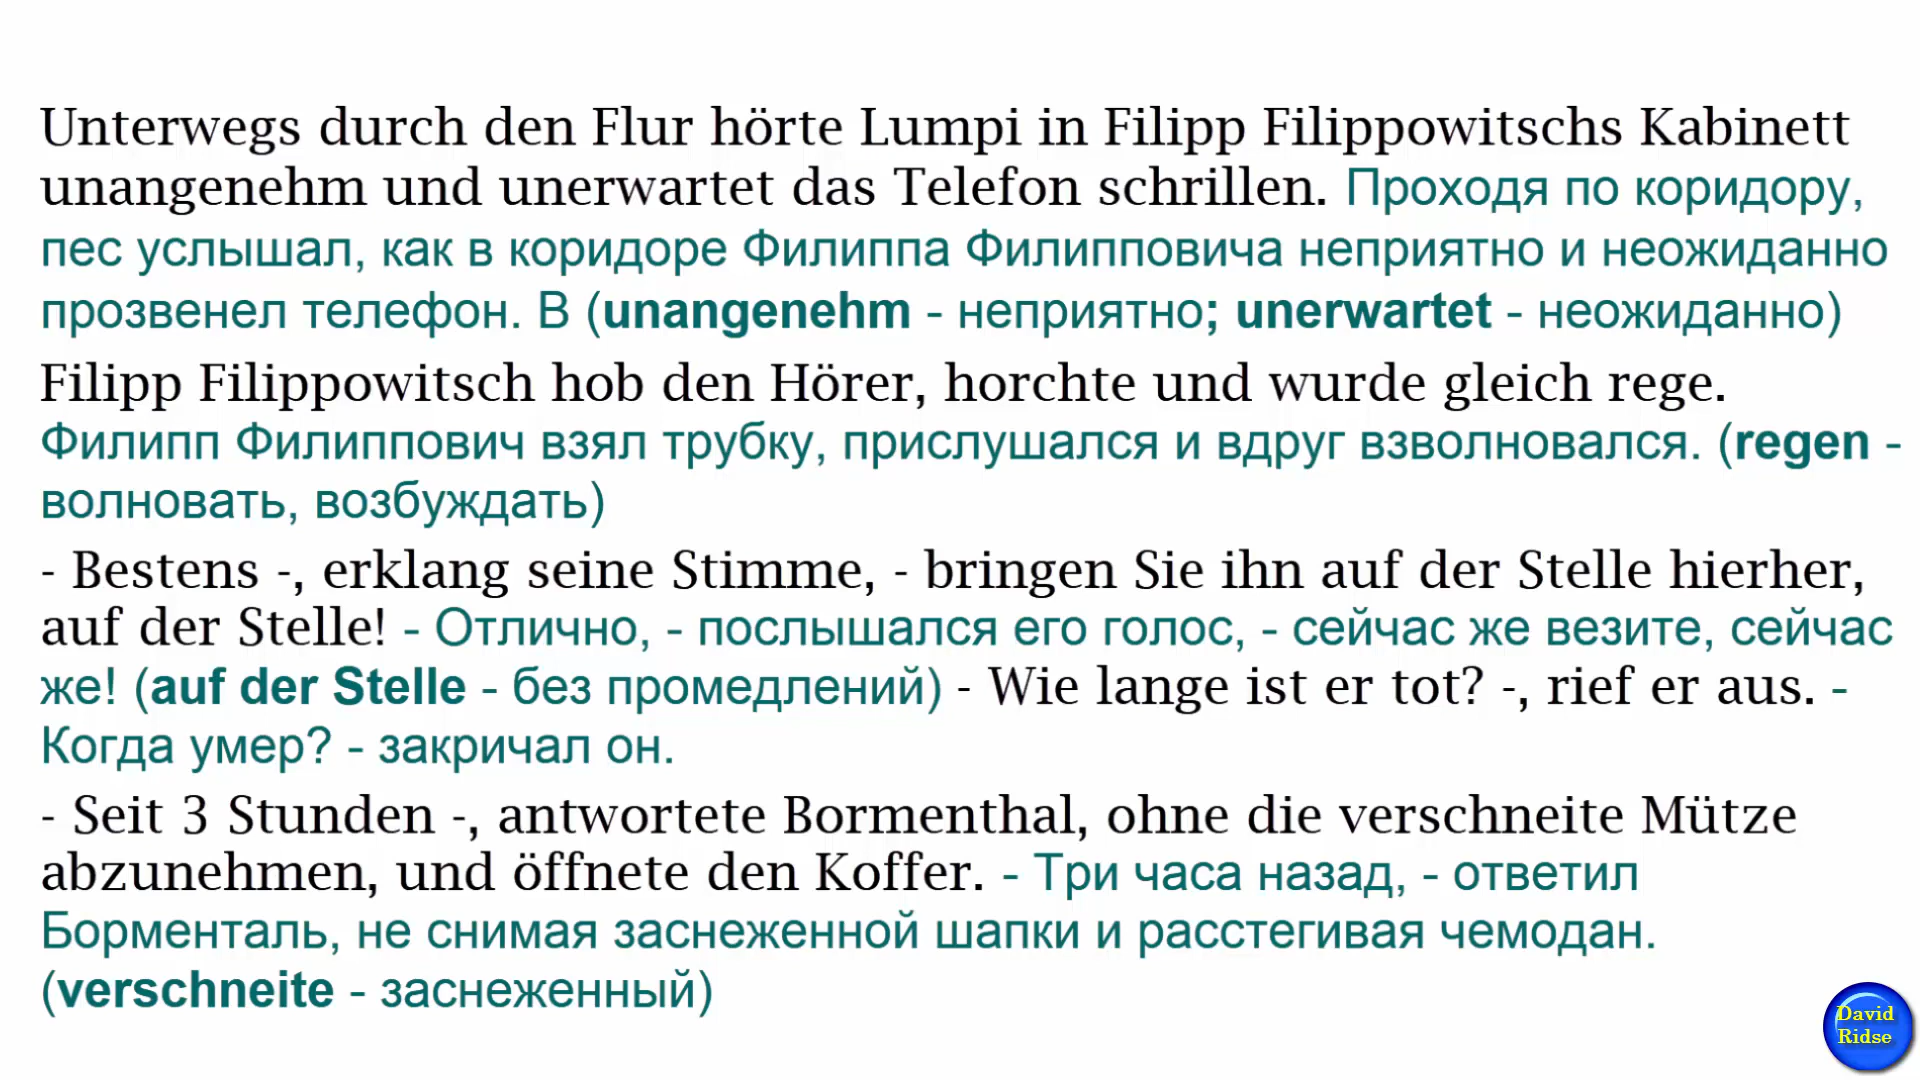 Unterwegs durch den Flur hörte Lumpi in Filipp Filippowitschs Kabinett
unangenehm und unerwartet das Telefon schrillen. Проходя по коридору,
пес услышал, как в коридоре Филиппа Филипповича неприятно и неожиданно
прозвенел телефон. В (unangenehm - неприятно; unerwartet - неожиданно)
Filipp Filippowitsch hob den Hörer, horchte und wurde gleich rege.
Филипп Филиппович взял трубку, прислушался и вдруг взволновался. (regen -
волновать, возбуждать)
- Bestens -, erklang seine Stimme, - bringen Sie ihn auf der Stelle hierher,
auf der Stelle! - Отлично, - послышался его голос, - сейчас же везите, сейчас
же! (auf der Stelle - без промедлений) - Wie lange ist er tot? -, rief er aus. -
Когда умер? - закричал он.
- Seit 3 Stunden -, antwortete Bormenthal, ohne die verschneite Mütze
abzunehmen, und öffnete den Koffer. - Три часа назад, - ответил
Борменталь, не снимая заснеженной шапки и расстегивая чемодан.
(verschneite - заснеженный)
David
Ridse